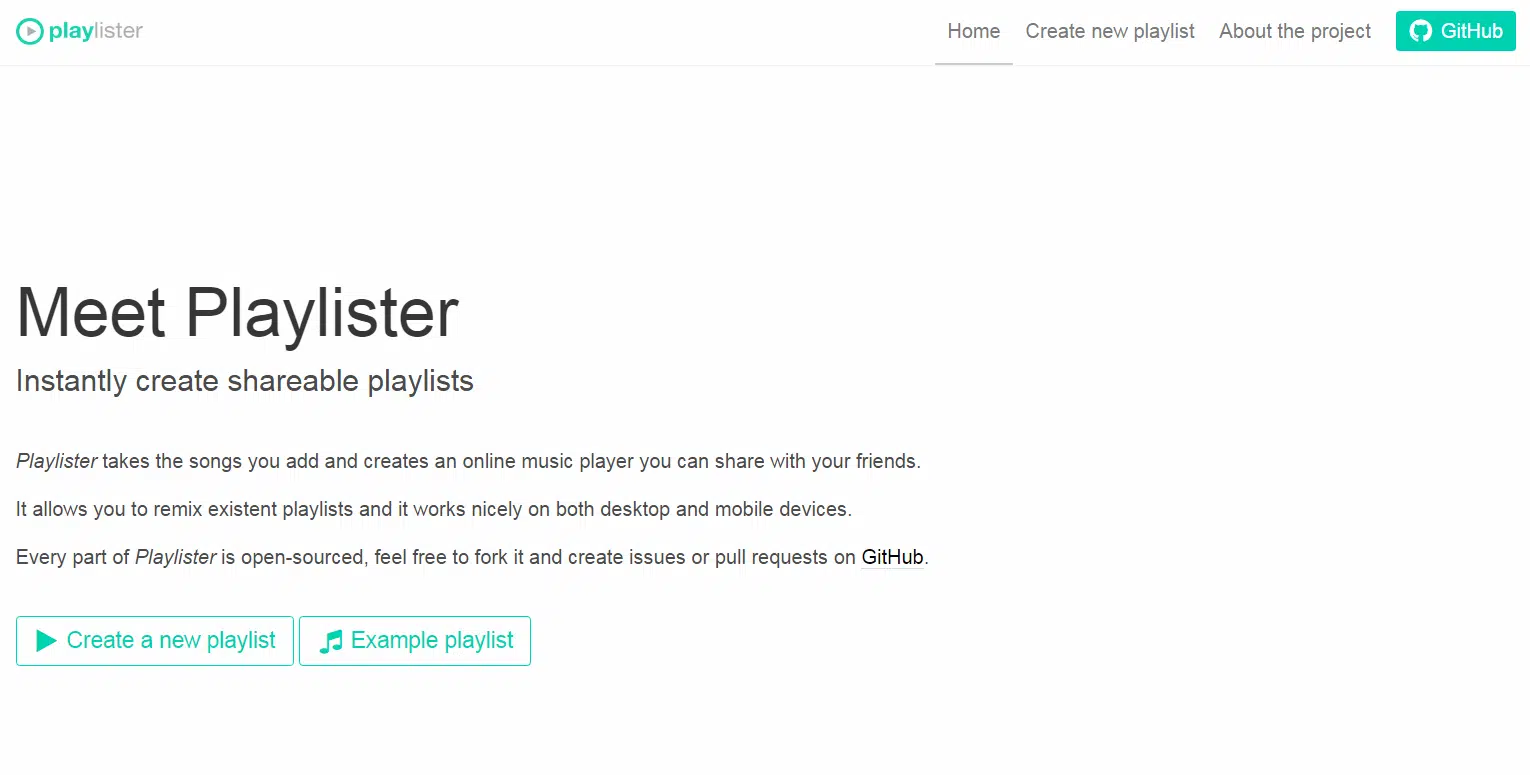 playlister
Home
Create new playlist
About the project
GitHub
Meet Playlister
Instantly create shareable playlists
Playlister takes the songs you add and creates an online music player you can share with your friends.
It allows you to remix existent playlists and it works nicely on both desktop and mobile devices.
Every part of Playlister is open-sourced, feel free to fork it and create issues or pull requests on GitHub.
Create a new playlist
Example playlist